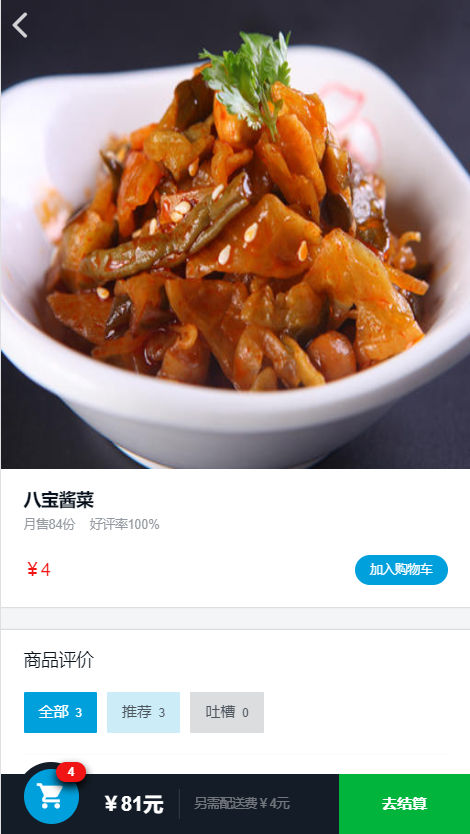 八宝酱菜
月售84份 好评率100%
￥4 加入购物车
商品评价
全部 3 推荐 3 吐槽 0
4
￥81元 另需配送费￥4元 去结算